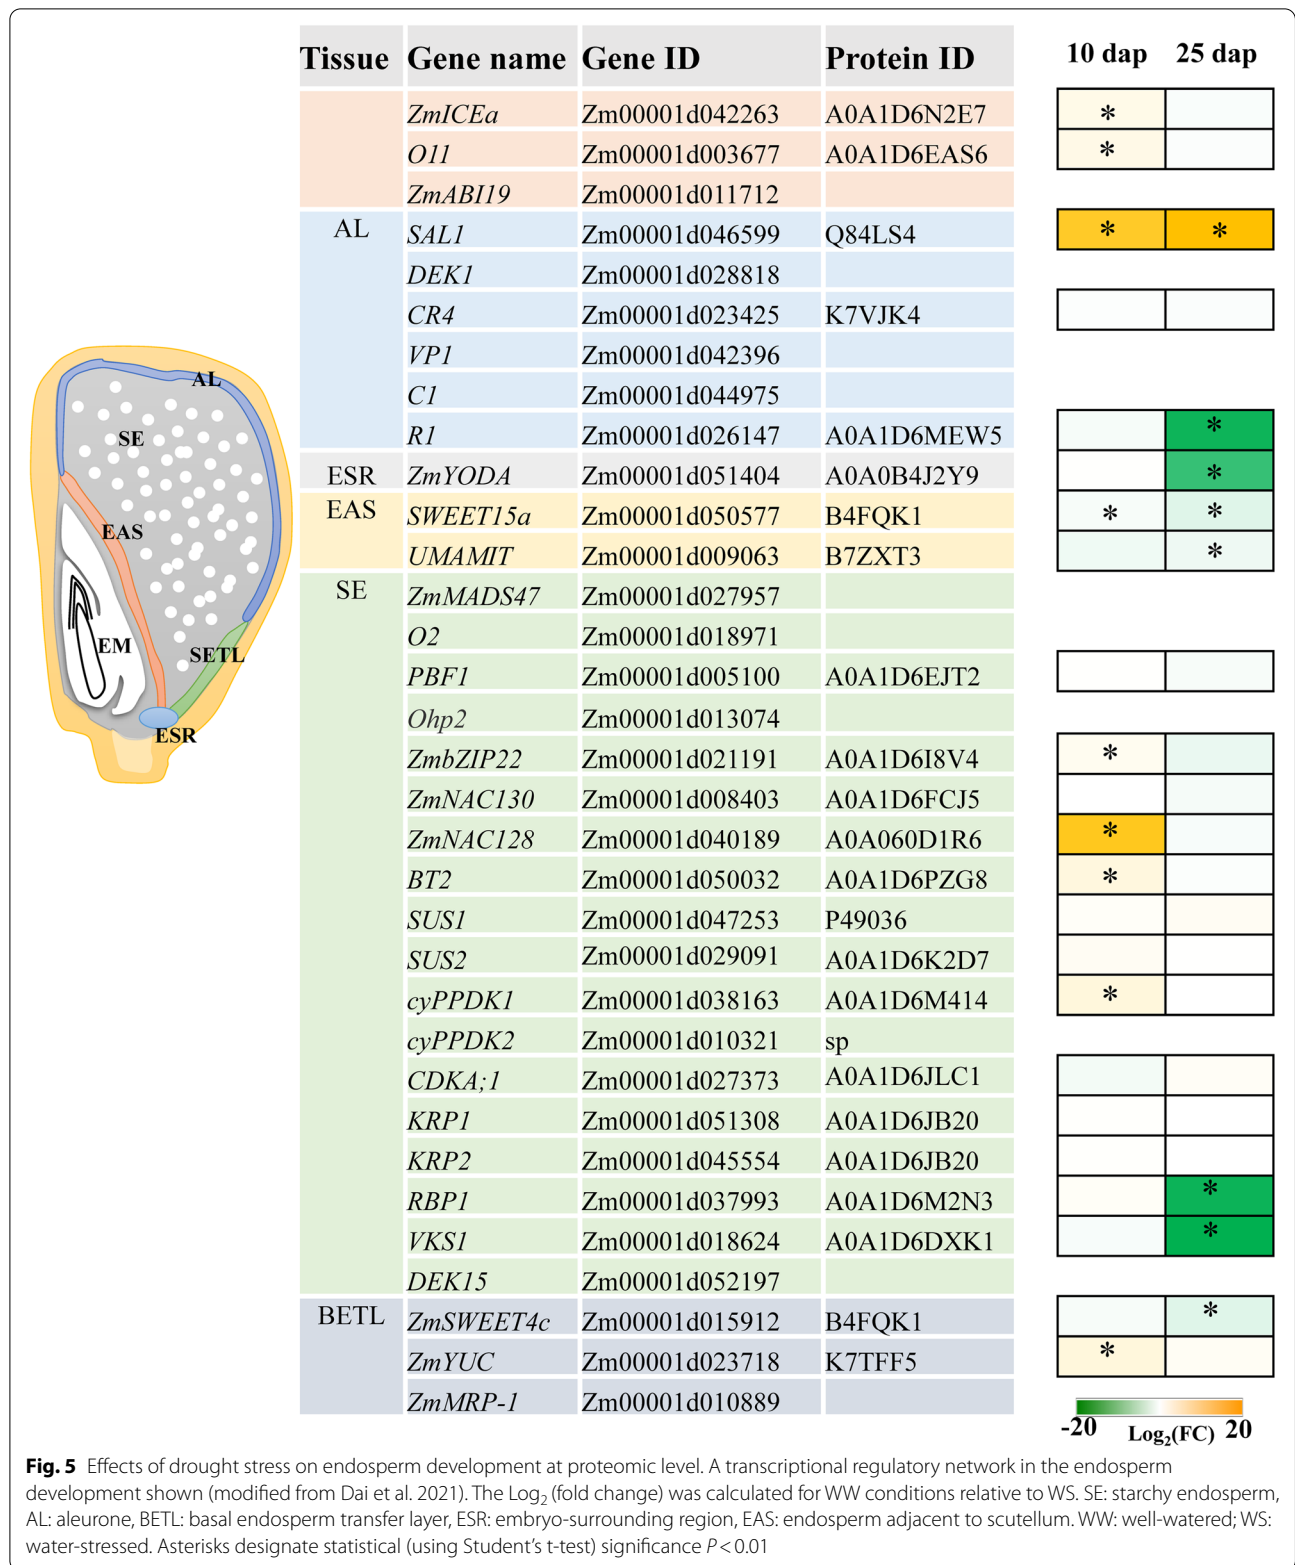 Tissue Gene name Gene ID Protein ID 10 dap 25 dap
ZmICEa Zm00001d042263 A0A1D6N2E7 *
O11 Zm00001d003677 A0A1D6EAS6 *
ZmABI19 Zm00001d011712
AL SAL1 Zm00001d046599 Q84LS4 * *
DEK1 Zm00001d028818
CR4 Zm00001d023425 K7VJK4
VP1 Zm00001d042396
C1 Zm00001d044975
R1 Zm00001d026147 A0A1D6MEW5 *
ESR ZmYODA Zm00001d051404 A0A0B4J2Y9 *
EAS SWEET15a Zm00001d050577 B4FQK1 * *
UMAMIT Zm00001d009063 B7ZXT3 *
SE ZmMADS47 Zm00001d027957
O2 Zm00001d018971
PBF1 Zm00001d005100 A0A1D6EJT2
Ohp2 Zm00001d013074
ZmbZIP22 Zm00001d021191 A0A1D6I8V4 *
ZmNAC130 Zm00001d008403 A0A1D6FCJ5
ZmNAC128 Zm00001d040189 A0A060D1R6 *
BT2 Zm00001d050032 A0A1D6PZG8 *
SUS1 Zm00001d047253 P49036
SUS2 Zm00001d029091 A0A1D6K2D7
cyPPDK1 Zm00001d038163 A0A1D6M414 *
cyPPDK2 Zm00001d010321 sp
CDKA;1 Zm00001d027373 A0A1D6JLC1
KRP1 Zm00001d051308 A0A1D6JB20
KRP2 Zm00001d045554 A0A1D6JB20
RBP1 Zm00001d037993 A0A1D6M2N3 *
VKS1 Zm00001d018624 A0A1D6DXK1 *
DEK15 Zm00001d052197
BETL ZmSWEET4c Zm00001d015912 B4FQK1 *
ZmYUC Zm00001d023718 K7TFF5 *
ZmMRP-1 Zm00001d010889
AL
SE
EAS
EM
SETL
ESR
-20 Log2(FC) 20
Fig. 5 Effects of drought stress on endosperm development at proteomic level. A transcriptional regulatory network in the endosperm
development shown (modified from Dai et al. 2021). The Log2 (fold change) was calculated for WW conditions relative to WS. SE: starchy endosperm,
AL: aleurone, BETL: basal endosperm transfer layer, ESR: embryo-surrounding region, EAS: endosperm adjacent to scutellum. WW: well-watered; WS:
water-stressed. Asterisks designate statistical (using Student's t-test) significance P < 0.01